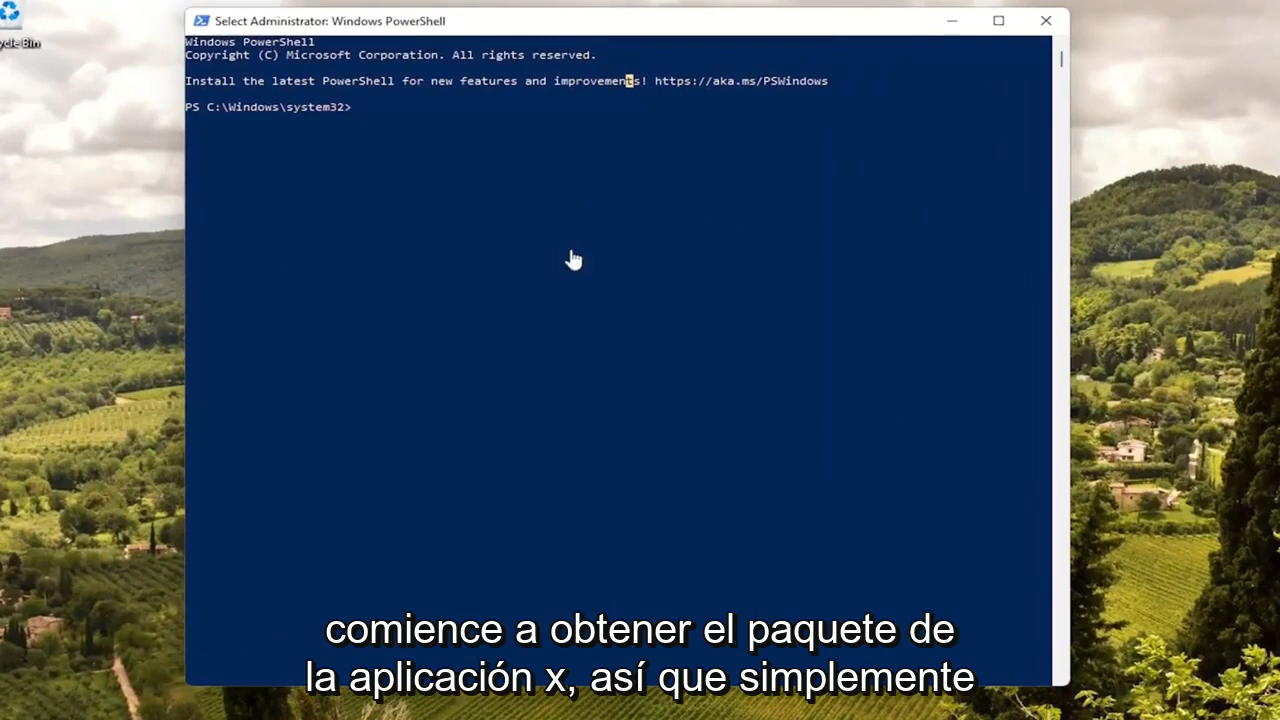 Select Administrator: Windows PowerShell
ycle Bin
Windows PowerShell
Copyright (C) Microsoft Corporation. All rights reserved.
Install the latest PowerShell for new features and improvements! https://aka.ms/PSWindows
PS C:\Windows\system32>
comience a obtener el paquete de
la aplicación x, así que simplemente